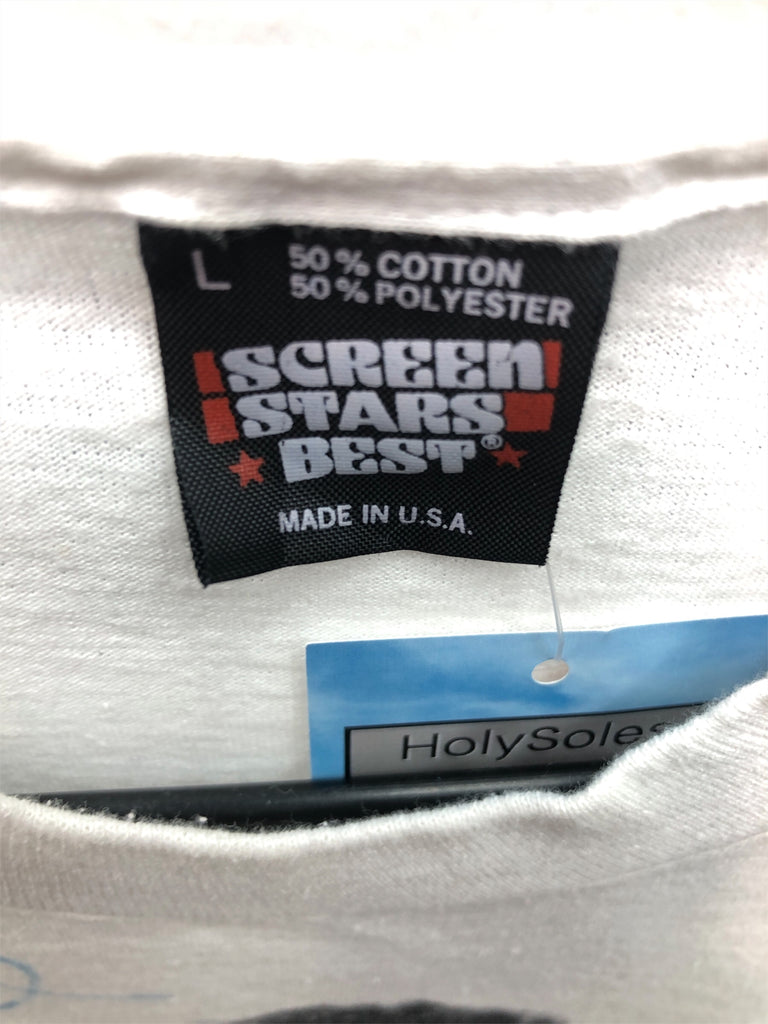 L
50% COTTON
50% POLYESTER
SCREEN
STARS
BEST®
MADE IN U.S.A.
HolySoles